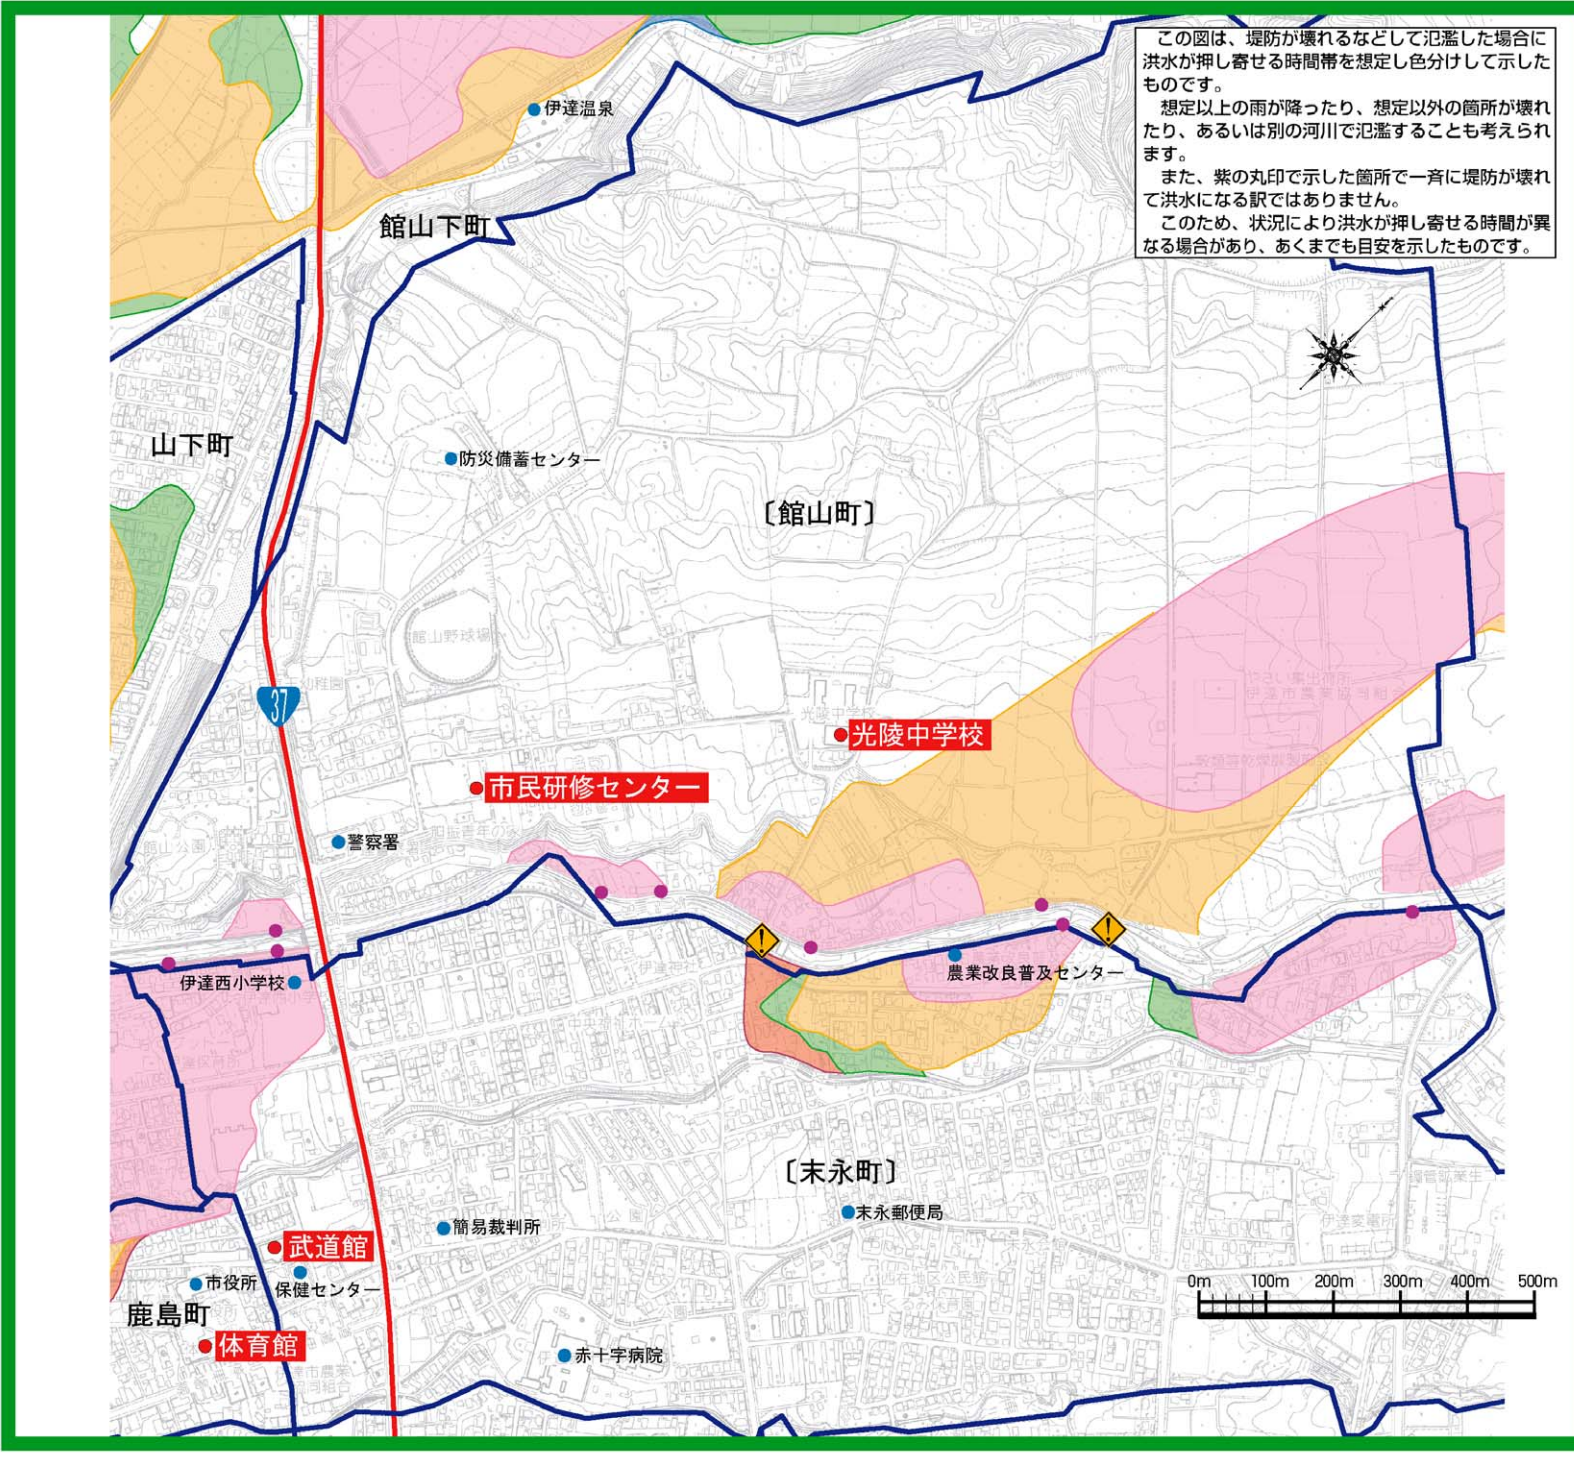 この図は、堤防が壊れるなどして氾濫した場合に
洪水が押し寄せる時間帯を想定し色分けして示した
ものです。
想定以上の雨が降ったり、想定以外の箇所が壊れ
たり、あるいは別の河川で氾濫することも考えられ
ます。
また、紫の丸印で示した箇所で一斉に堤防が壊れ
て洪水になる訳ではありません。
このため、状況により洪水が押し寄せる時間が異
なる場合があり、あくまでも目安を示したものです。
伊達温泉
館山下町
山下町
防災備蓄センター
〔館山町〕
館山野球場
37
光陵中学校
光陵中学校
市民研修センター
警察署
館山公園
伊達西小学校
農業改良普及センター
〔末永町〕
末永郵便局
簡易裁判所
武道館
保健センター
市役所
鹿島町
体育館
赤十字病院
0m 100m 200m 300m 400m 500m